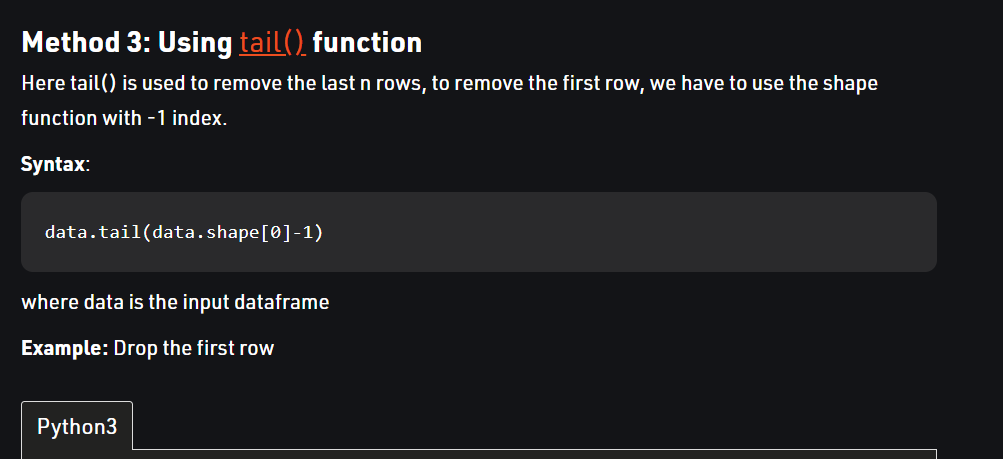 Method 3: Using tail() function
Here tail() is used to remove the last n rows, to remove the first row, we have to use the shape
function with -1 index.
Syntax:
data.tail(data.shape[0]-1)
where data is the input dataframe
Example: Drop the first row
Python3